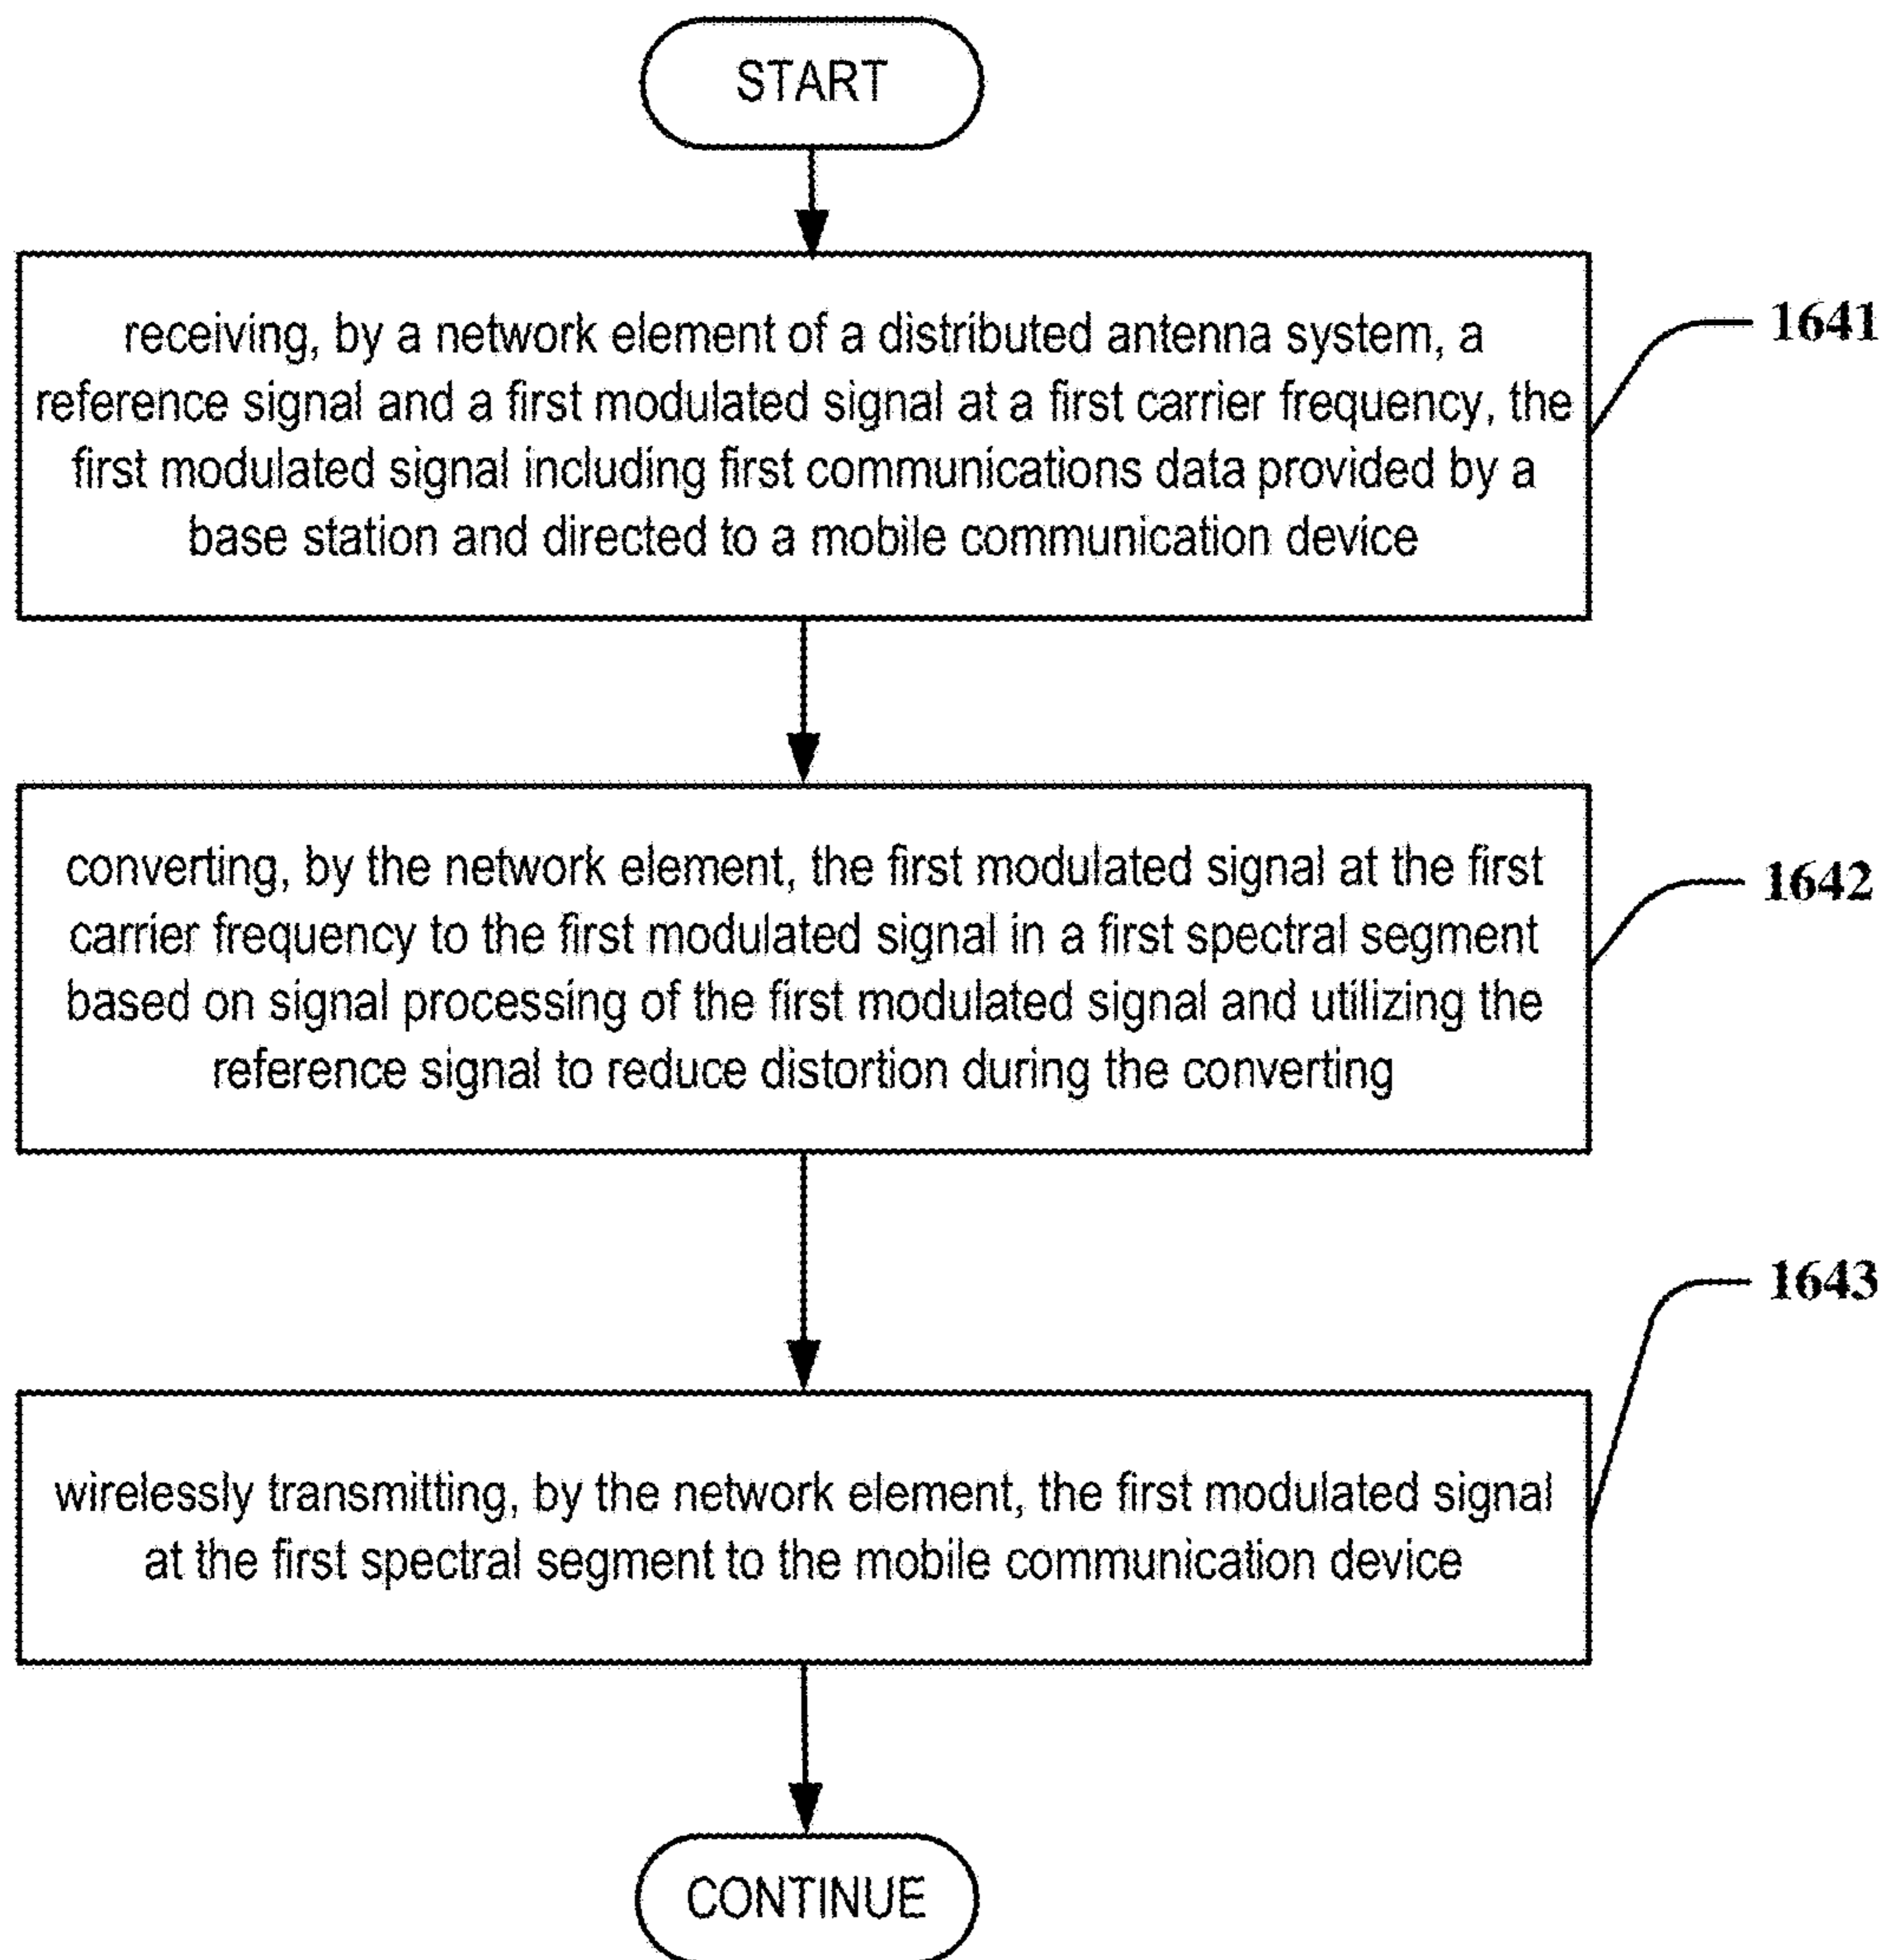 START
receiving, by a network element of a distributed antenna system, a
reference signal and a first modulated signal at a first carrier frequency, the
first modulated signal including first communications data provided by a
base station and directed to a mobile communication device
1641
converting, by the network element, the first modulated signal at the first
carrier frequency to the first modulated signal in a first spectral segment
based on signal processing of the first modulated signal and utilizing the
reference signal to reduce distortion during the converting
1642
wirelessly transmitting, by the network element, the first modulated signal
at the first spectral segment to the mobile communication device
1643
CONTINUE